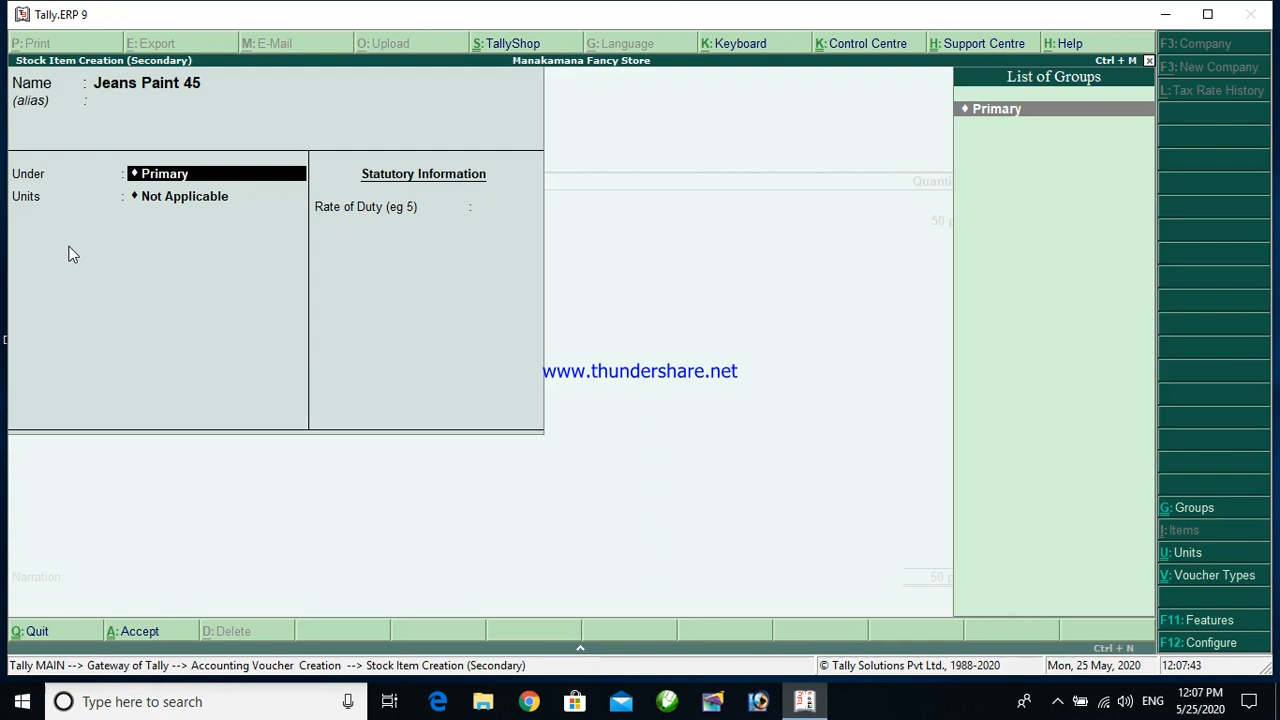 Tally.ERP 9
P: Print
E: Export
M: E-Mail
O: Upload
S: TallyShop
G: Language
K: Keyboard
K: Control Centre
H: Support Centre
H: Help
F3: Company
F3: New Company
L: Tax Rate History
Stock Item Creation (Secondary)
Manakamana Fancy Store
Ctrl + M
Name : Jeans Paint 45
(alias) :
List of Groups
♦ Primary
Under : ♦ Primary
Units : ♦ Not Applicable
Statutory Information
Rate of Duty (eg 5) :
50
www.thundershare.net
Narration:
50
G: Groups
I: Items
U: Units
V: Voucher Types
F11: Features
F12: Configure
Q: Quit
A: Accept
D: Delete
Ctrl + N
Tally MAIN --> Gateway of Tally --> Accounting Voucher Creation --> Stock Item Creation (Secondary)
© Tally Solutions Pvt Ltd., 1988-2020
Mon, 25 May, 2020
12:07:43
Type here to search
ENG
12:07 PM
5/25/2020